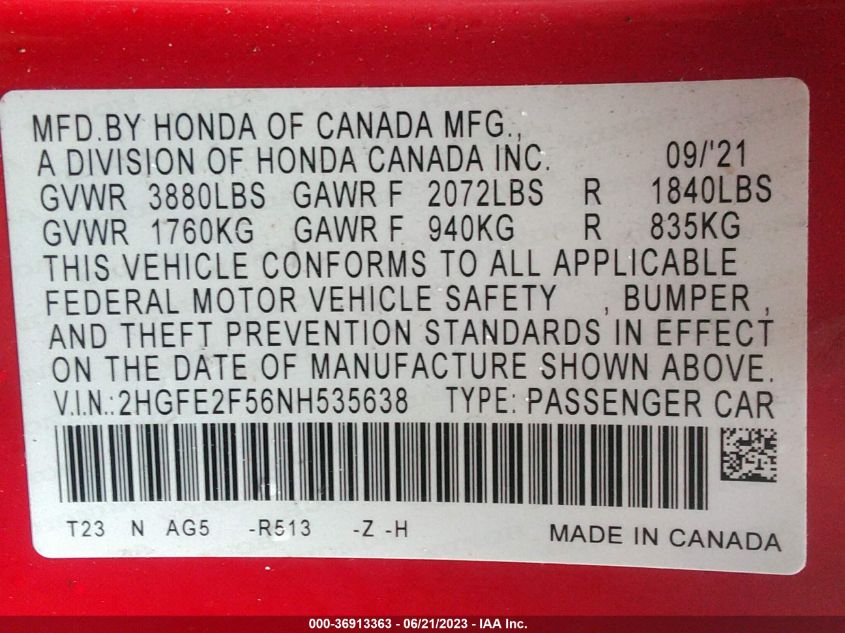 MFD.BY HONDA OF CANADA MFG.,
A DIVISION OF HONDA CANADA INC. 09/'21
GVWR 3880LBS GAWR F 2072LBS R 1840LBS
GVWR 1760KG GAWR F 940KG R 835KG
THIS VEHICLE CONFORMS TO ALL APPLICABLE
FEDERAL MOTOR VEHICLE SAFETY , BUMPER ,
AND THEFT PREVENTION STANDARDS IN EFFECT
ON THE DATE OF MANUFACTURE SHOWN ABOVE.
V.I.N.:2HGFE2F56NH535638 TYPE: PASSENGER CAR
T23 N AG5 -R513 -Z -H MADE IN CANADA
000-36913363 - 06/21/2023 - IAA Inc.